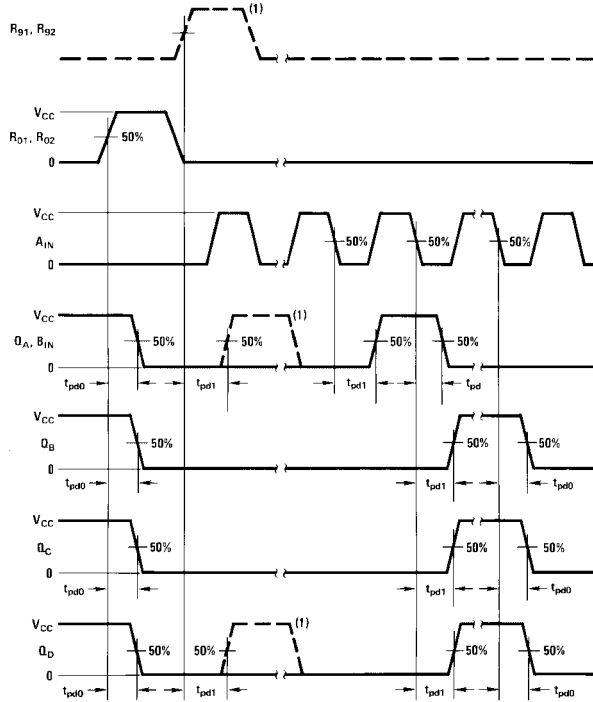 R91, R92 (1)
VCC
R01, R02 50%
0
VCC
AIN 50% 50% 50%
0
VCC (1)
QA, BIN 50% 50% 50% 50%
0
tpd0 tpd1 tpd1 tpd
VCC
QB 50% 50% 50%
0
tpd0 tpd1 tpd0
VCC
QC 50% 50% 50%
0
tpd0 tpd1 tpd0
VCC (1)
QD 50% 50% 50% 50%
0
tpd0 tpd1 tpd1 tpd0